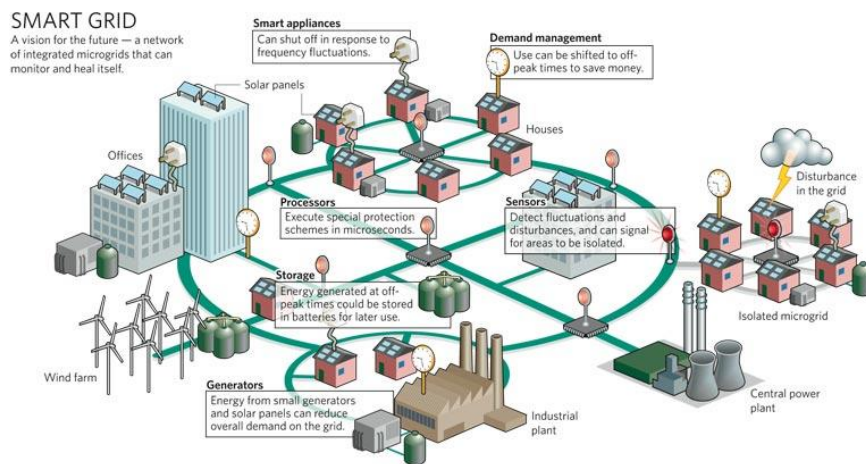 SMART GRID
A vision for the future — a network
of integrated microgrids that can
monitor and heal itself.
Smart appliances
Can shut off in response to
frequency fluctuations.
Demand management
Use can be shifted to off-
peak times to save money.
Solar panels
Houses
Offices
Disturbance
in the grid
Processors
Execute special protection
schemes in microseconds.
Sensors
Detect fluctuations and
disturbances, and can signal
for areas to be isolated.
Storage
Energy generated at off-
peak times could be stored
in batteries for later use.
Isolated microgrid
Wind farm
Generators
Energy from small generators
and solar panels can reduce
overall demand on the grid.
Industrial
plant
Central power
plant